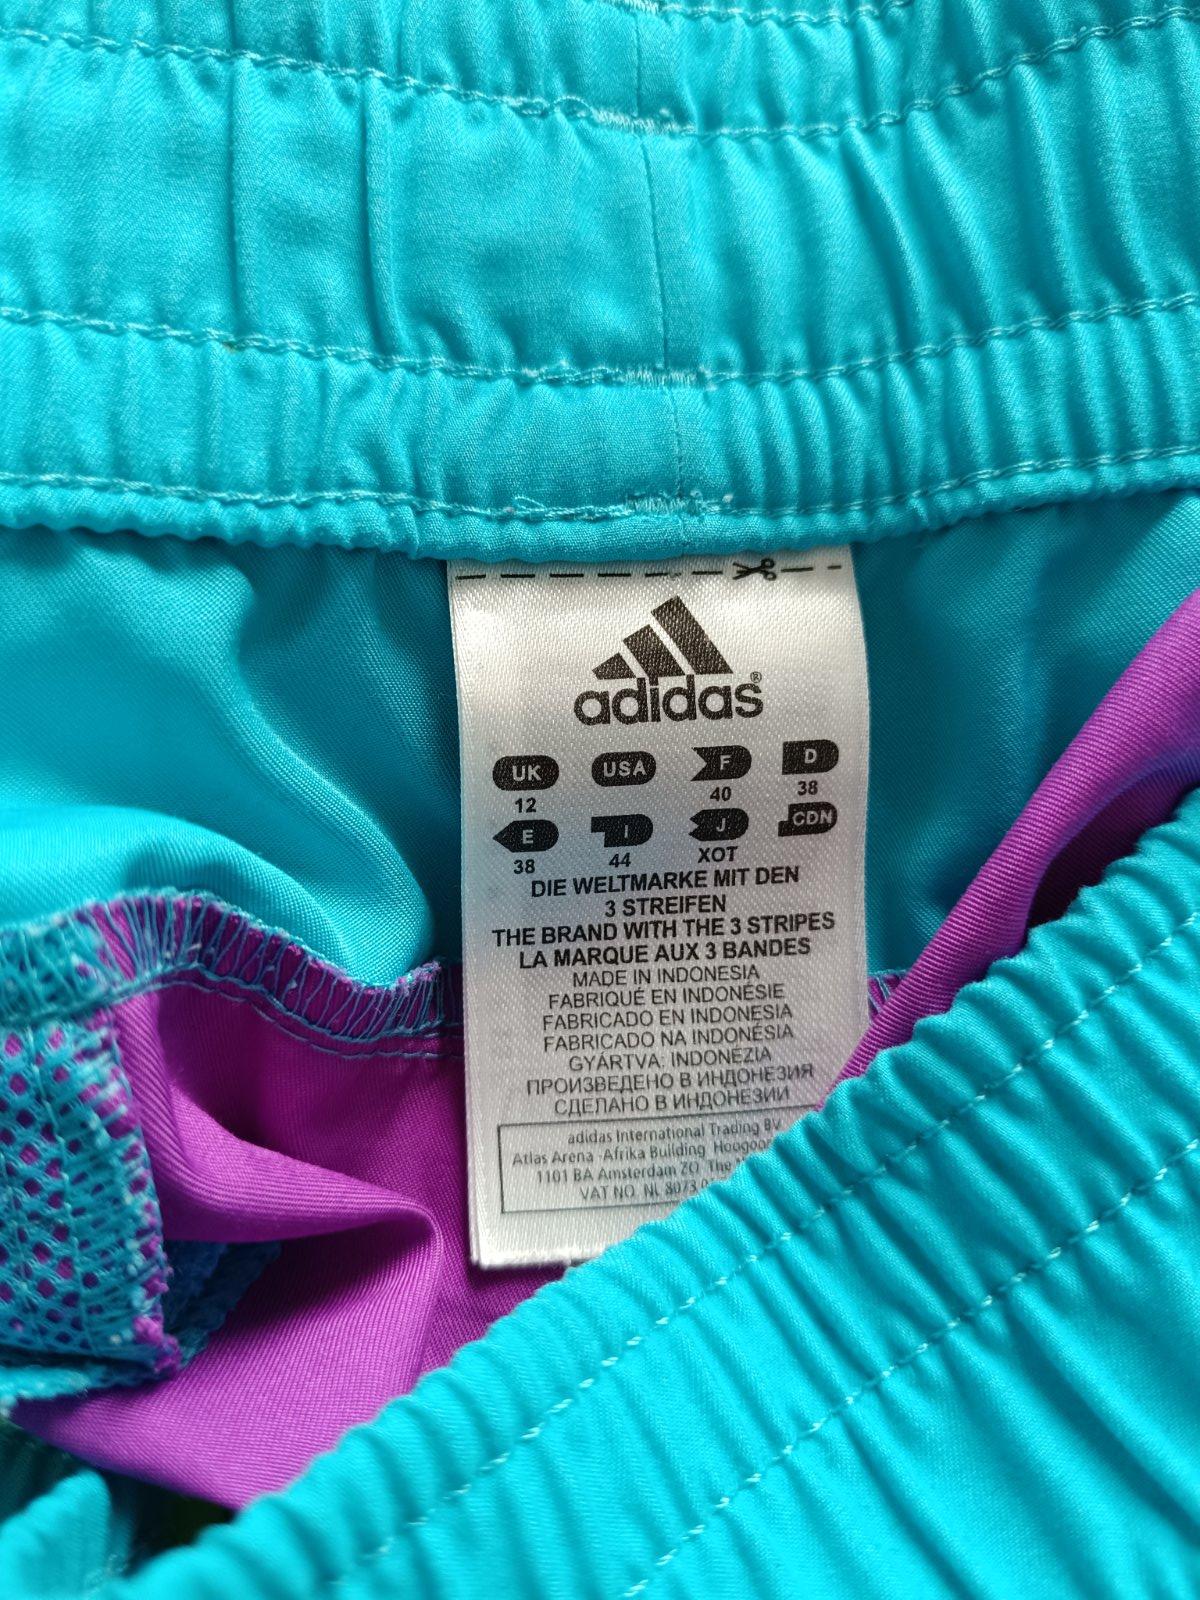 adidas®
UK USA F D
12 40 38
E I J CDN
38 44 XOT
DIE WELTMARKE MIT DEN
3 STREIFEN
THE BRAND WITH THE 3 STRIPES
LA MARQUE AUX 3 BANDES
MADE IN INDONESIA
FABRIQUÉ EN INDONÉSIE
FABRICADO EN INDONESIA
FABRICADO NA INDONÉSIA
GYÁRTVA: INDONÉZIA
ПРОИЗВЕДЕНО В ИНДОНЕЗИЯ
СДЕЛАНО В ИНДОНЕЗИИ
adidas International Trading BV
Atlas Arena - Afrika Building
1101 BA Amsterdam ZO The
VAT NO. NL 8073